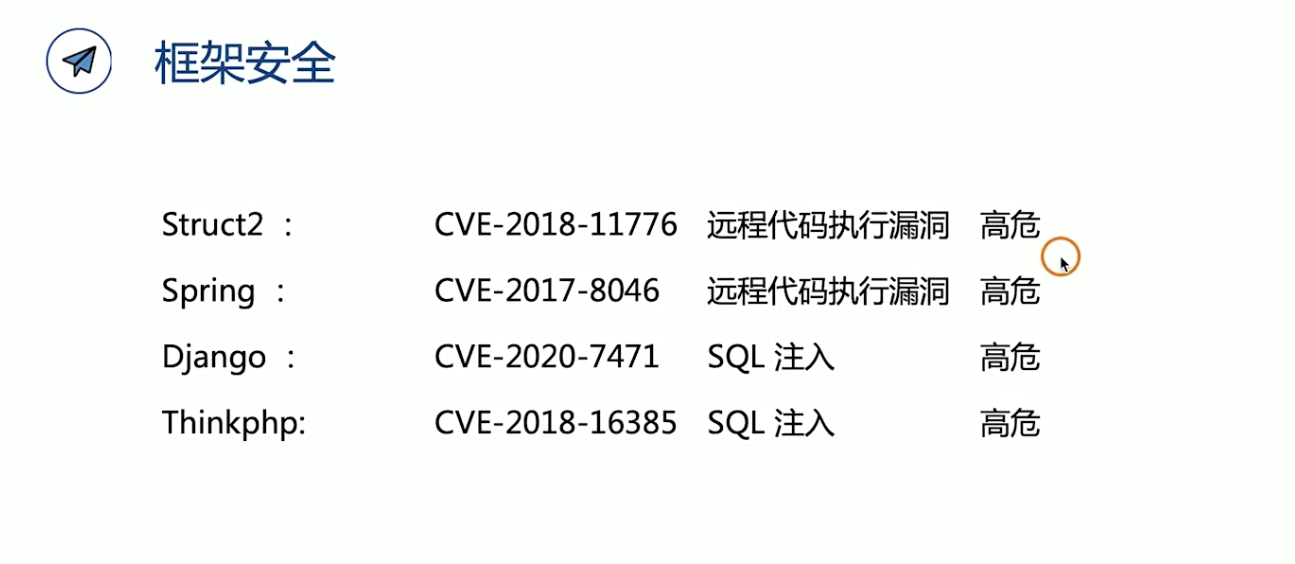 框架安全
Struct2 : CVE-2018-11776 远程代码执行漏洞 高危
Spring : CVE-2017-8046 远程代码执行漏洞 高危
Django : CVE-2020-7471 SQL 注入 高危
Thinkphp: CVE-2018-16385 SQL 注入 高危